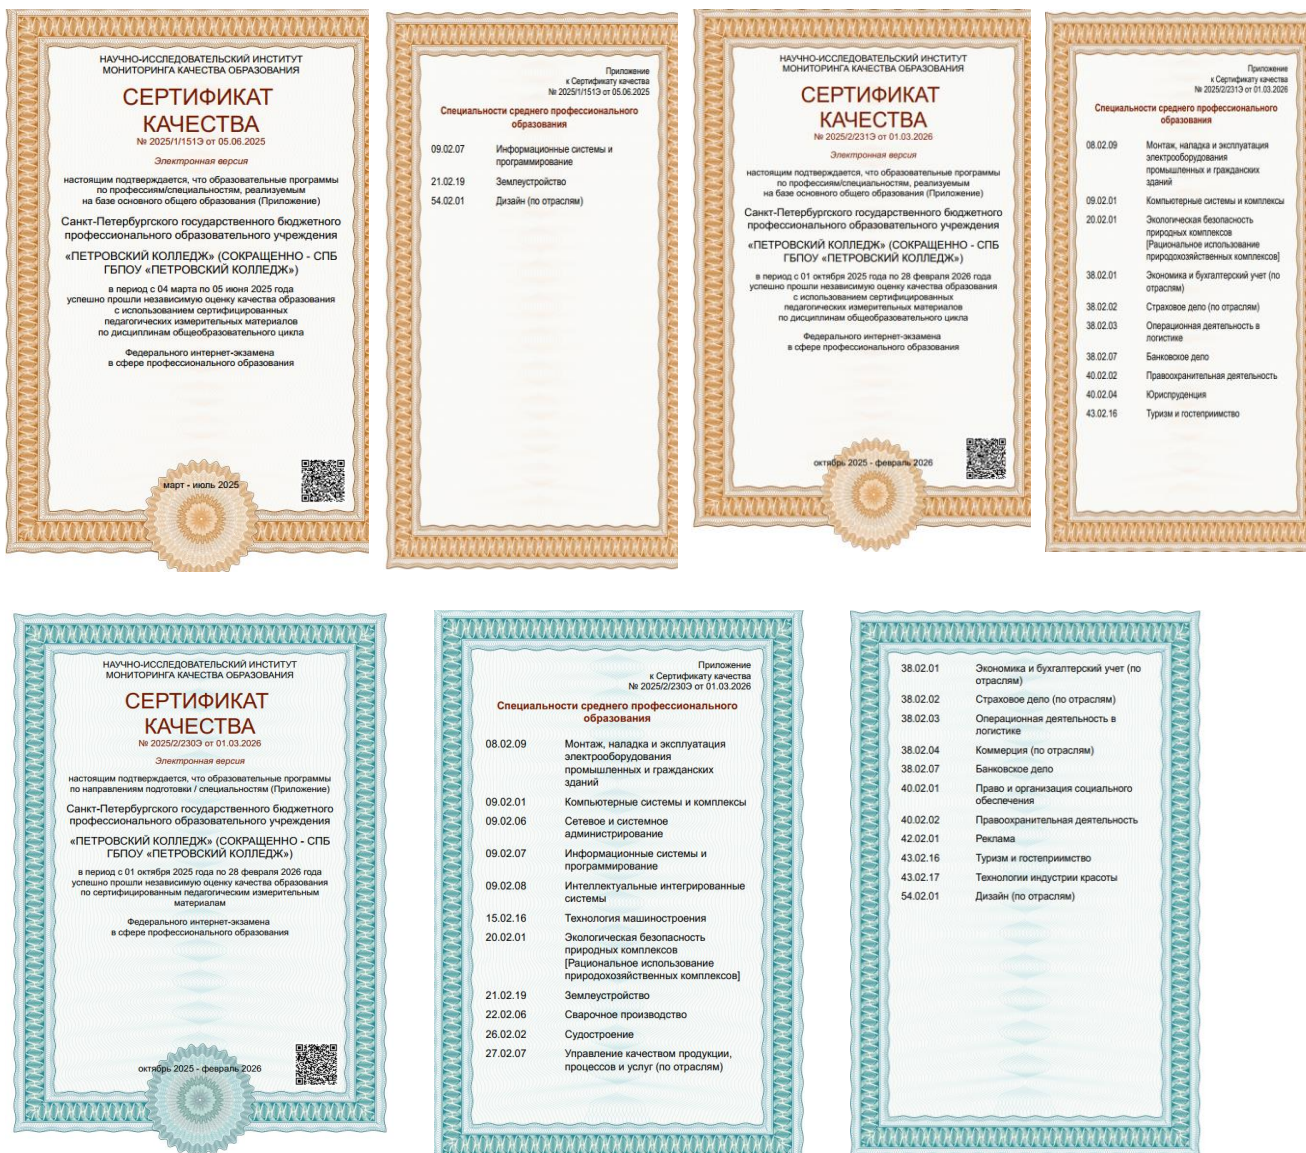 НАУЧНО-ИССЛЕДОВАТЕЛЬСКИЙ ИНСТИТУТ
МОНИТОРИНГА КАЧЕСТВА ОБРАЗОВАНИЯ
СЕРТИФИКАТ
КАЧЕСТВА
№ 2025/1/151Э от 05.06.2025
Электронная версия
настоящим подтверждается, что образовательные программы
по профессиям/специальностям, реализуемым
на базе основного общего образования (Приложение)
Санкт-Петербургского государственного бюджетного
профессионального образовательного учреждения
«ПЕТРОВСКИЙ КОЛЛЕДЖ» (СОКРАЩЕННО - СПБ
ГБПОУ «ПЕТРОВСКИЙ КОЛЛЕДЖ»)
в период с 04 марта по 05 июня 2025 года
успешно прошли независимую оценку качества образования
с использованием сертифицированных
педагогических измерительных материалов
по дисциплинам общеобразовательного цикла
Федерального интернет-экзамена
в сфере профессионального образования
март - июль 2025
Приложение
к Сертификату качества
№ 2025/1/151Э от 05.06.2025
Специальности среднего профессионального
образования
09.02.07 Информационные системы и
программирование
21.02.19 Землеустройство
54.02.01 Дизайн (по отраслям)
НАУЧНО-ИССЛЕДОВАТЕЛЬСКИЙ ИНСТИТУТ
МОНИТОРИНГА КАЧЕСТВА ОБРАЗОВАНИЯ
СЕРТИФИКАТ
КАЧЕСТВА
№ 2025/2/231Э от 01.03.2026
Электронная версия
настоящим подтверждается, что образовательные программы
по профессиям/специальностям, реализуемым
на базе основного общего образования (Приложение)
Санкт-Петербургского государственного бюджетного
профессионального образовательного учреждения
«ПЕТРОВСКИЙ КОЛЛЕДЖ» (СОКРАЩЕННО - СПБ
ГБПОУ «ПЕТРОВСКИЙ КОЛЛЕДЖ»)
в период с 01 октября 2025 года по 28 февраля 2026 года
успешно прошли независимую оценку качества образования
с использованием сертифицированных
педагогических измерительных материалов
по дисциплинам общеобразовательного цикла
Федерального интернет-экзамена
в сфере профессионального образования
октябрь 2025 - февраль 2026
Приложение
к Сертификату качества
№ 2025/2/231Э от 01.03.2026
Специальности среднего профессионального
образования
08.02.09 Монтаж, наладка и эксплуатация
электрооборудования
промышленных и гражданских
зданий
09.02.01 Компьютерные системы и комплексы
20.02.01 Экологическая безопасность
природных комплексов
[Рациональное использование
природохозяйственных комплексов]
38.02.01 Экономика и бухгалтерский учет (по
отраслям)
38.02.02 Страховое дело (по отраслям)
38.02.03 Операционная деятельность в
логистике
38.02.07 Банковское дело
40.02.02 Правоохранительная деятельность
40.02.04 Юриспруденция
43.02.16 Туризм и гостеприимство
НАУЧНО-ИССЛЕДОВАТЕЛЬСКИЙ ИНСТИТУТ
МОНИТОРИНГА КАЧЕСТВА ОБРАЗОВАНИЯ
СЕРТИФИКАТ
КАЧЕСТВА
№ 2025/2/230Э от 01.03.2026
Электронная версия
настоящим подтверждается, что образовательные программы
по направлениям подготовки / специальностям (Приложение)
Санкт-Петербургского государственного бюджетного
профессионального образовательного учреждения
«ПЕТРОВСКИЙ КОЛЛЕДЖ» (СОКРАЩЕННО - СПБ
ГБПОУ «ПЕТРОВСКИЙ КОЛЛЕДЖ»)
в период с 01 октября 2025 года по 28 февраля 2026 года
успешно прошли независимую оценку качества образования
по сертифицированным педагогическим измерительным
материалам
Федерального интернет-экзамена
в сфере профессионального образования
октябрь 2025 - февраль 2026
Приложение
к Сертификату качества
№ 2025/2/230Э от 01.03.2026
Специальности среднего профессионального
образования
08.02.09 Монтаж, наладка и эксплуатация
электрооборудования
промышленных и гражданских
зданий
09.02.01 Компьютерные системы и комплексы
09.02.06 Сетевое и системное
администрирование
09.02.07 Информационные системы и
программирование
09.02.08 Интеллектуальные интегрированные
системы
15.02.16 Технология машиностроения
20.02.01 Экологическая безопасность
природных комплексов
[Рациональное использование
природохозяйственных комплексов]
21.02.19 Землеустройство
22.02.06 Сварочное производство
26.02.02 Судостроение
27.02.07 Управление качеством продукции,
процессов и услуг (по отраслям)
38.02.01 Экономика и бухгалтерский учет (по
отраслям)
38.02.02 Страховое дело (по отраслям)
38.02.03 Операционная деятельность в
логистике
38.02.04 Коммерция (по отраслям)
38.02.07 Банковское дело
40.02.01 Право и организация социального
обеспечения
40.02.02 Правоохранительная деятельность
42.02.01 Реклама
43.02.16 Туризм и гостеприимство
43.02.17 Технологии индустрии красоты
54.02.01 Дизайн (по отраслям)